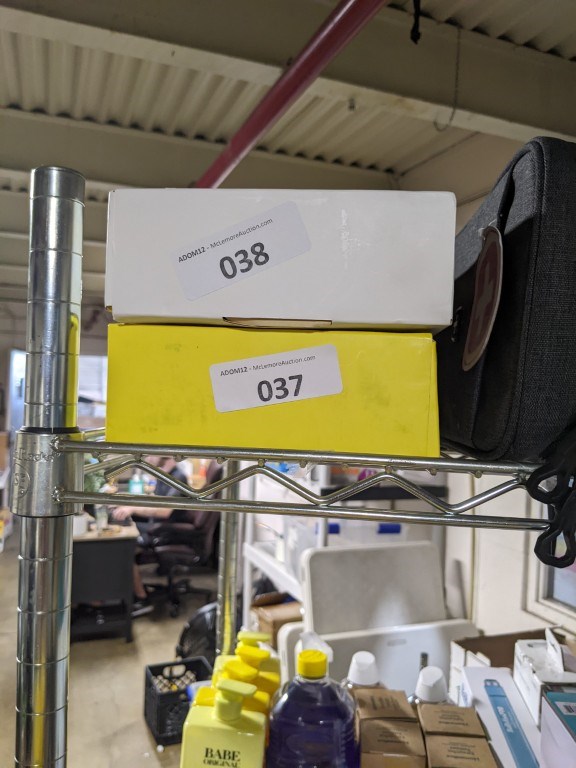 ADOM12 - McLemoreAuction.com
038
ADOM12 - McLemoreAuction.com
037
BABE
ORIGINAL